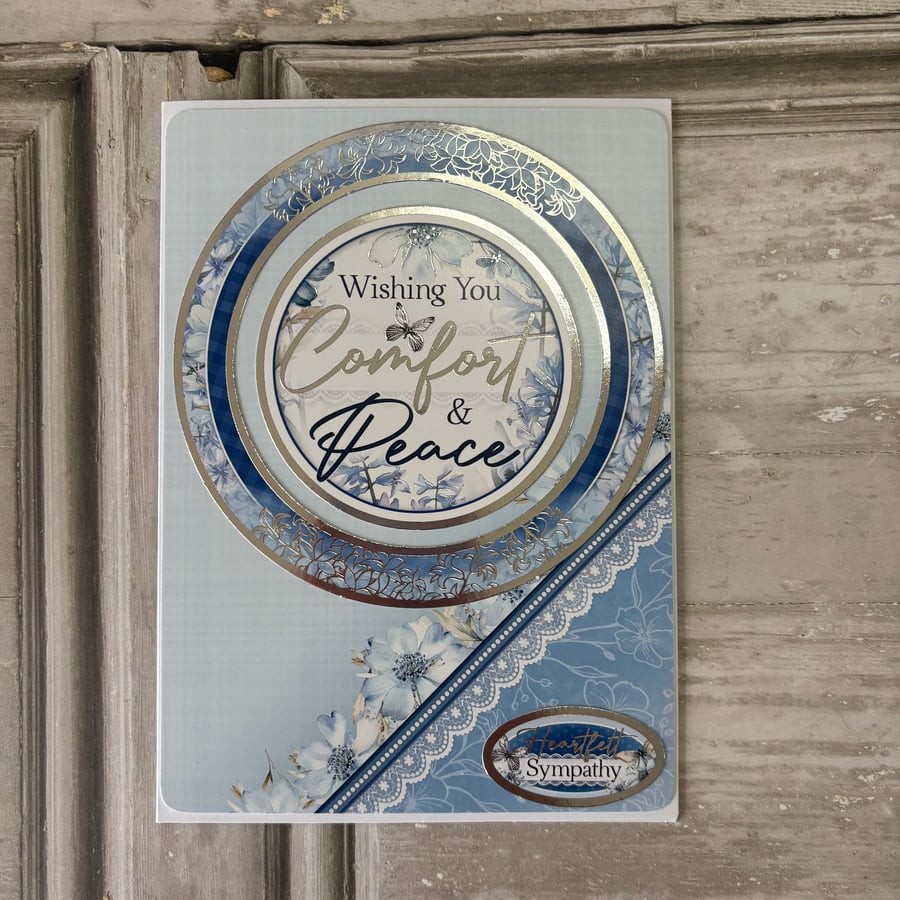 Wishing You
Comfort
&
Peace
Heartfelt
Sympathy